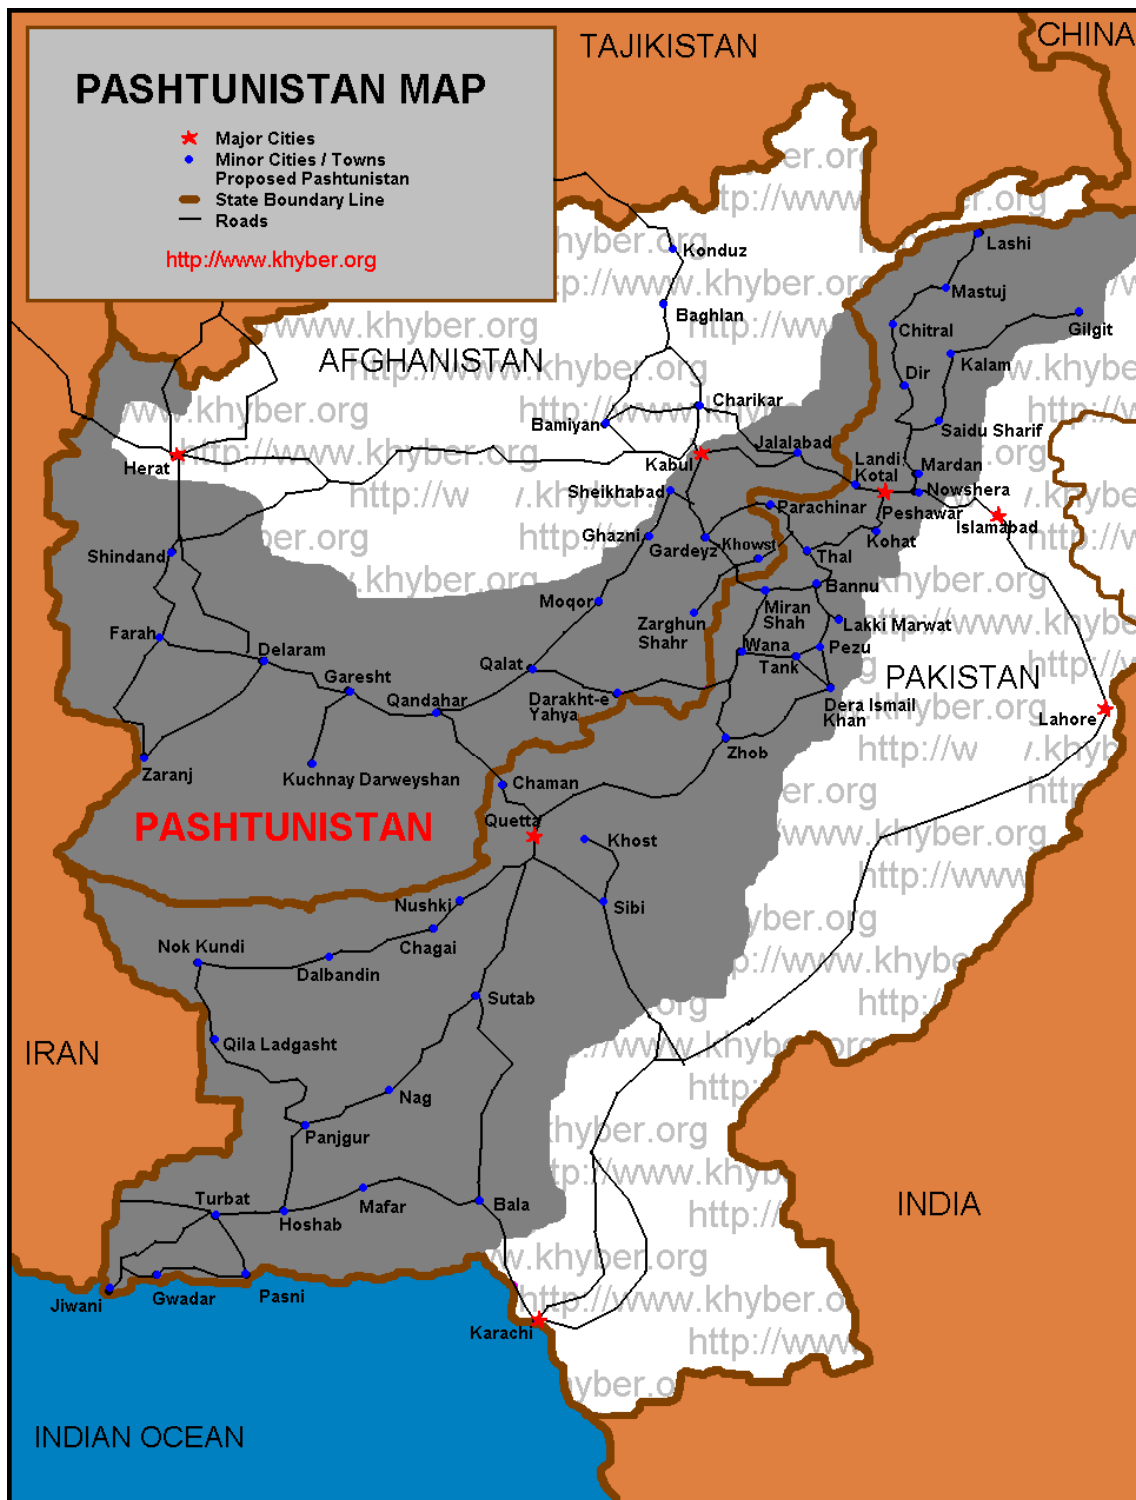 TAJIKISTAN
CHINA
PASHTUNISTAN MAP
Major Cities
Minor Cities / Towns
Proposed Pashtunistan
State Boundary Line
Roads
http://www.khyber.org
Lashi
Konduz
Mastuj
Baghlan
Gilgit
Chitral
AFGHANISTAN
Kalam
Dir
Charikar
Bamiyan
Saidu Sharif
Jalalabad
Herat
Kabul
Landi
Kotal
Mardan
Sheikhabad
Nowshera
Parachinar
Peshawar
Islamabad
Ghazni
Gardeyz
Khowst
Kohat
Shindand
Thal
Bannu
Moqor
Miran
Shah
Zarghun
Shahr
Lakki Marwat
Farah
Wana
Pezu
Delaram
Qalat
Tank
Garesht
PAKISTAN
Qandahar
Darakht-e
Yahya
Dera Ismail
Khan
Lahore
Zhob
Zaranj
Kuchnay Darweyshan
Chaman
PASHTUNISTAN
Quetta
Khost
Nushki
Sibi
Chagai
Nok Kundi
Dalbandin
Sutab
Qila Ladgasht
IRAN
Nag
Panjgur
Turbat
Mafar
Bala
INDIA
Hoshab
Jiwani
Gwadar
Pasni
Karachi
INDIAN OCEAN